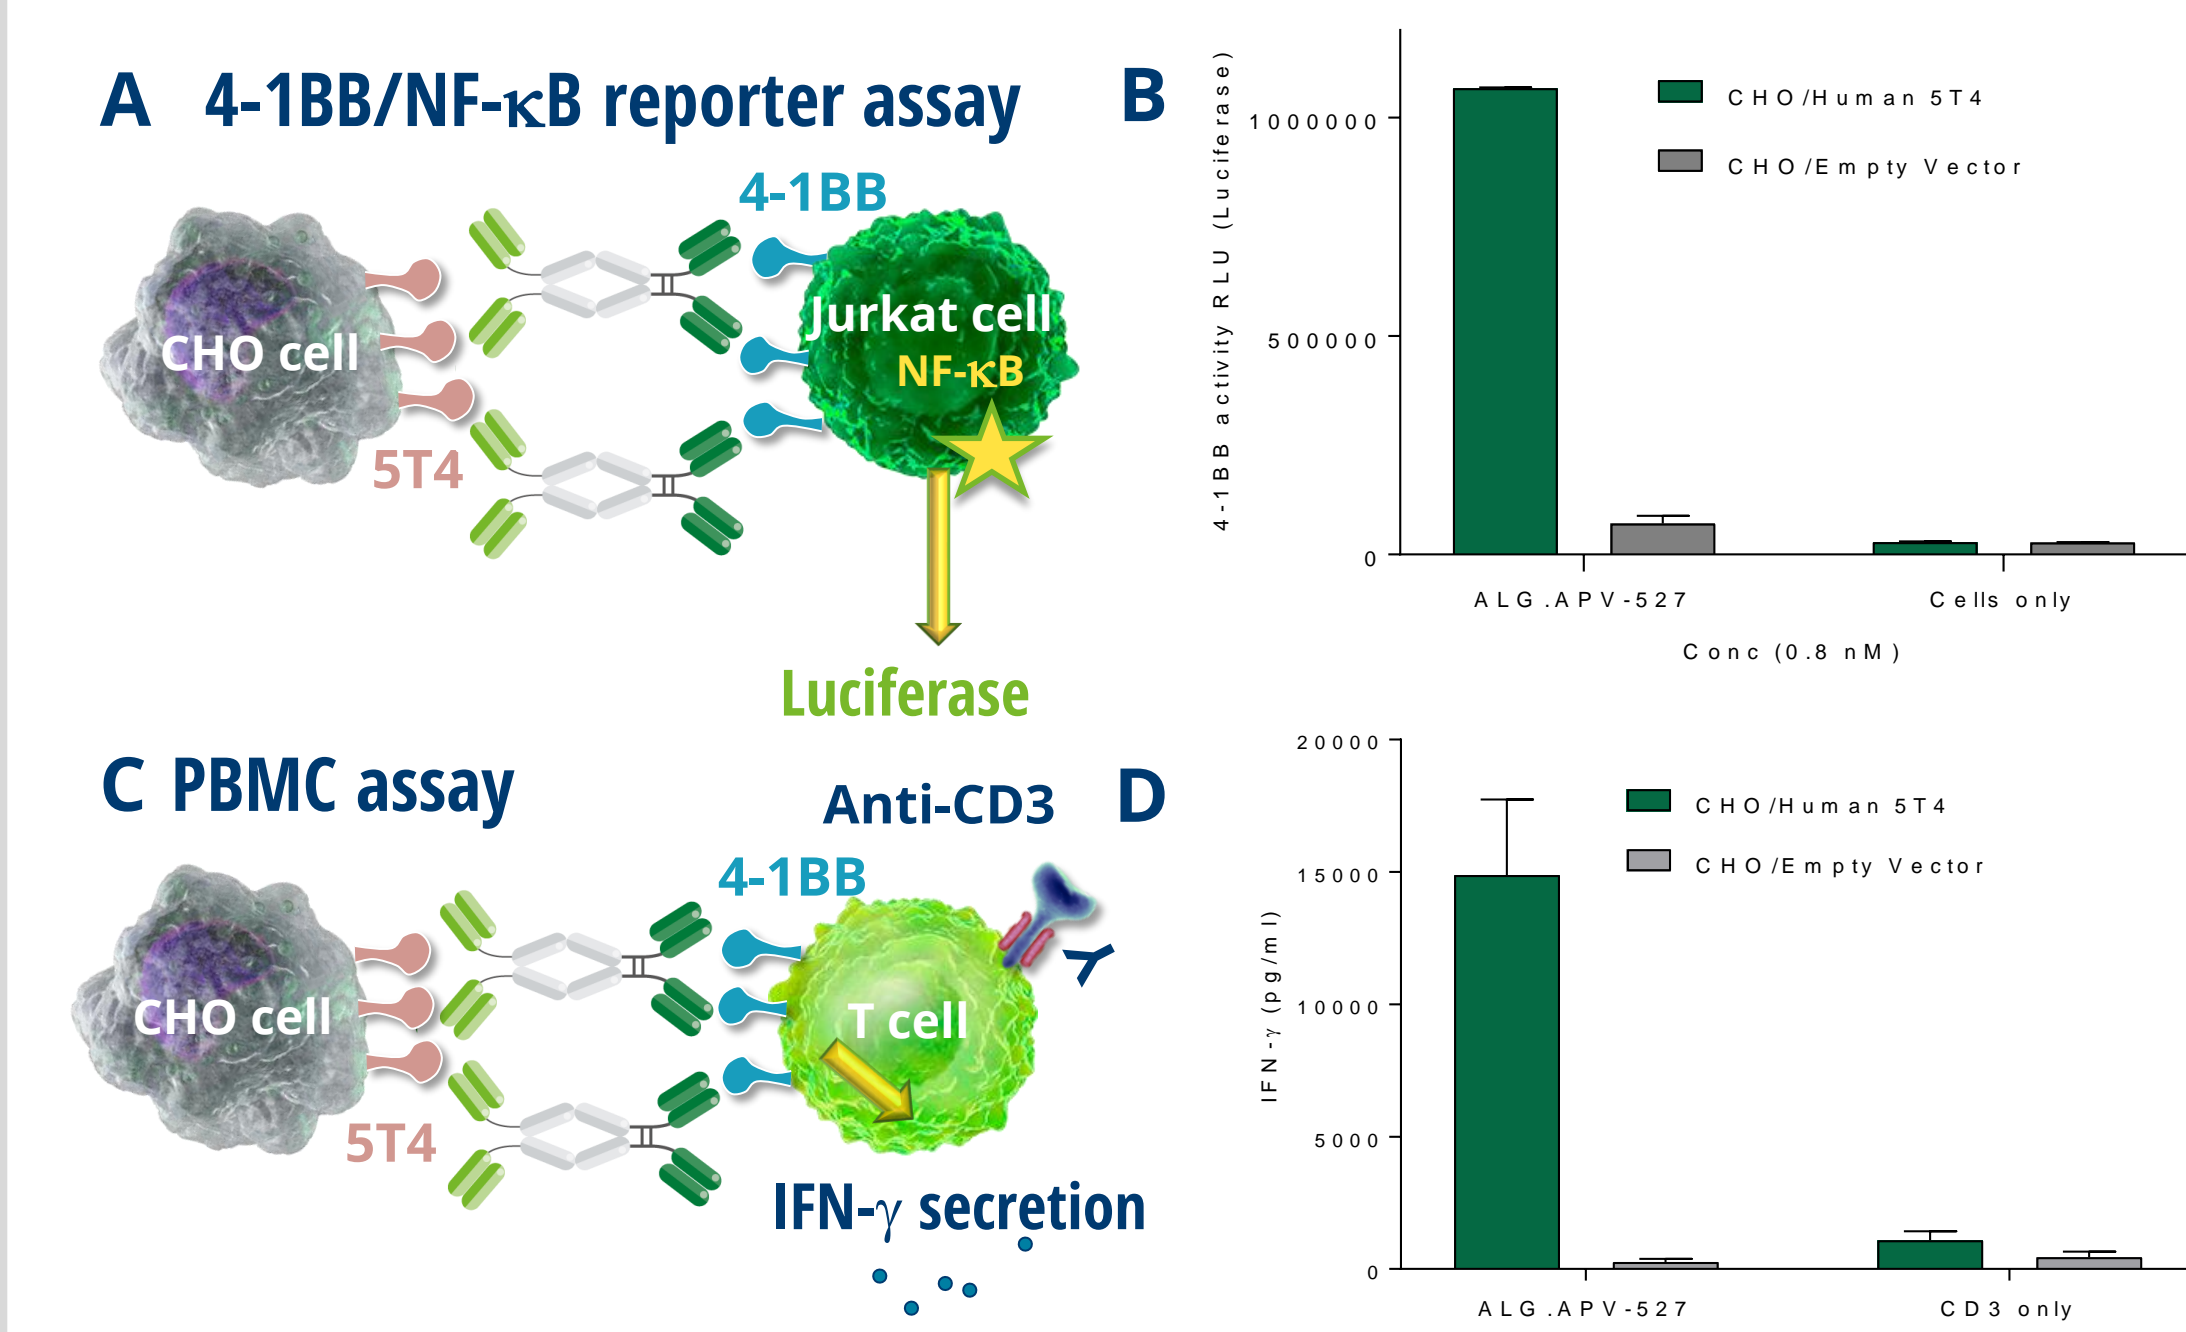 A 4-1BB/NF-κB reporter assay
4-1BB
CHO cell
Jurkat cell
NF-κB
5T4
Luciferase
B
4-1BB activity RLU (Luciferase)
1000000
500000
0
CHO/Human 5T4
CHO/Empty Vector
ALG.APV-527
Cells only
Conc (0.8 nM)
C PBMC assay
Anti-CD3
4-1BB
CHO cell
T cell
5T4
IFN-γ secretion
D
IFN-γ (pg/ml)
20000
15000
10000
5000
0
CHO/Human 5T4
CHO/Empty Vector
ALG.APV-527
CD3 only